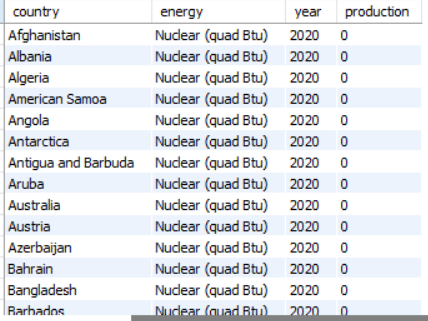 country energy year production
Afghanistan Nuclear (quad Btu) 2020 0
Albania Nuclear (quad Btu) 2020 0
Algeria Nuclear (quad Btu) 2020 0
American Samoa Nuclear (quad Btu) 2020 0
Angola Nuclear (quad Btu) 2020 0
Antarctica Nuclear (quad Btu) 2020 0
Antigua and Barbuda Nuclear (quad Btu) 2020 0
Aruba Nuclear (quad Btu) 2020 0
Australia Nuclear (quad Btu) 2020 0
Austria Nuclear (quad Btu) 2020 0
Azerbaijan Nuclear (quad Btu) 2020 0
Bahrain Nuclear (quad Btu) 2020 0
Bangladesh Nuclear (quad Btu) 2020 0
Barbados Nuclear (quad Btu) 2020 0